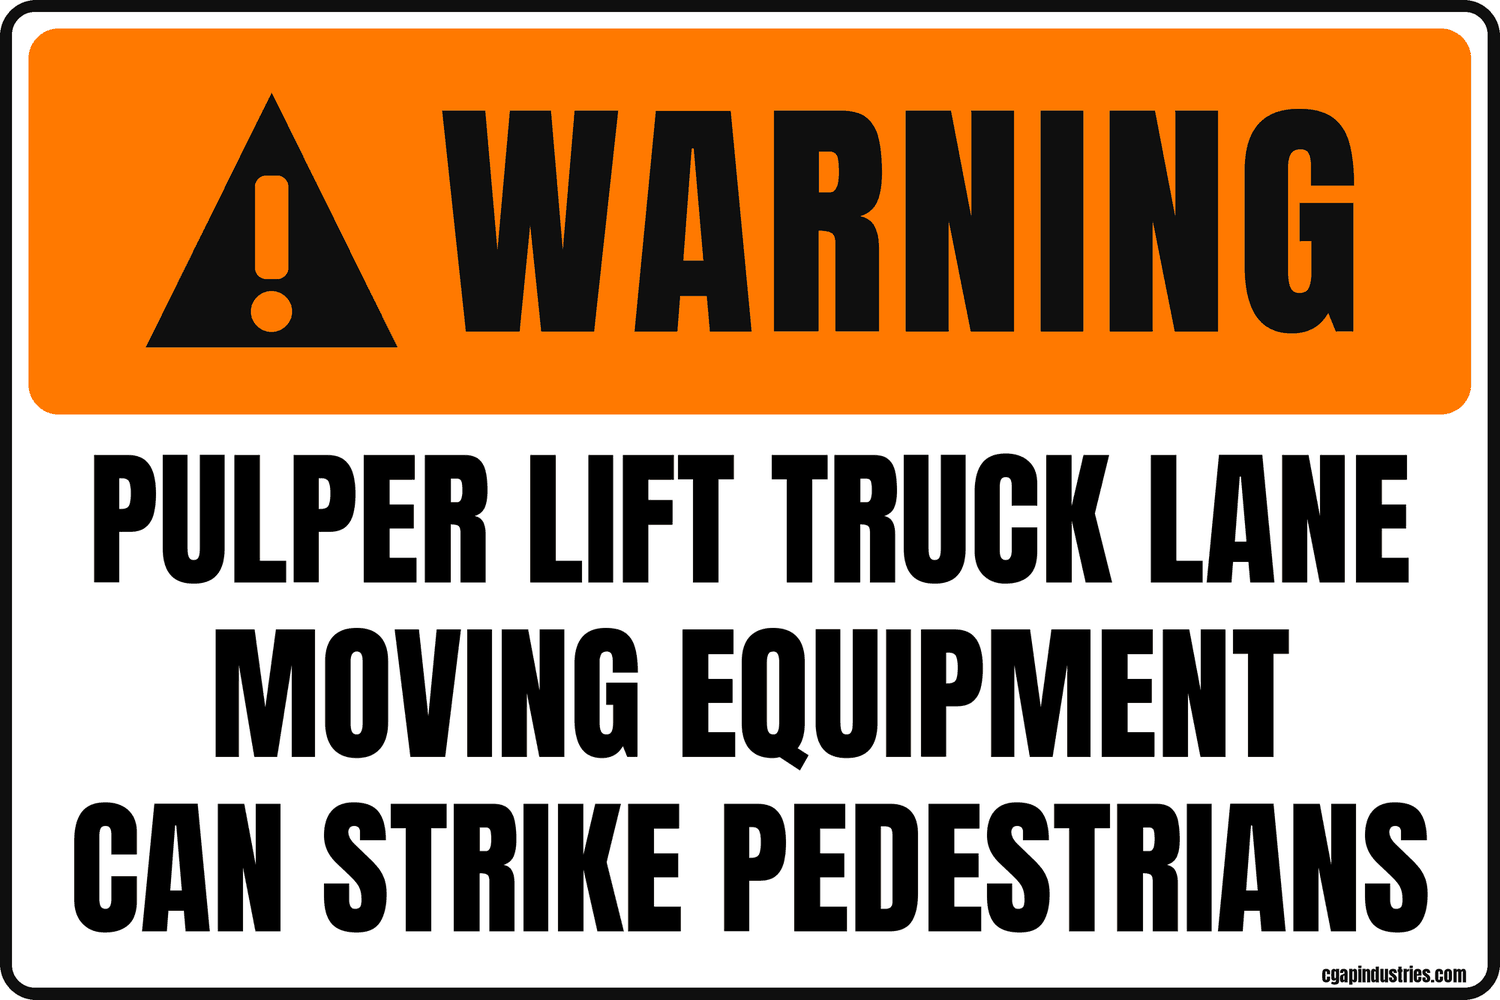 WARNING
PULPER LIFT TRUCK LANE
MOVING EQUIPMENT
CAN STRIKE PEDESTRIANS
cgapindustries.com